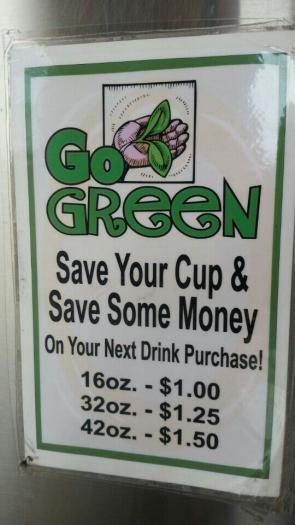 Go
GReeN
Save Your Cup &
Save Some Money
On Your Next Drink Purchase!
16oz. - $1.00
32oz. - $1.25
42oz. - $1.50